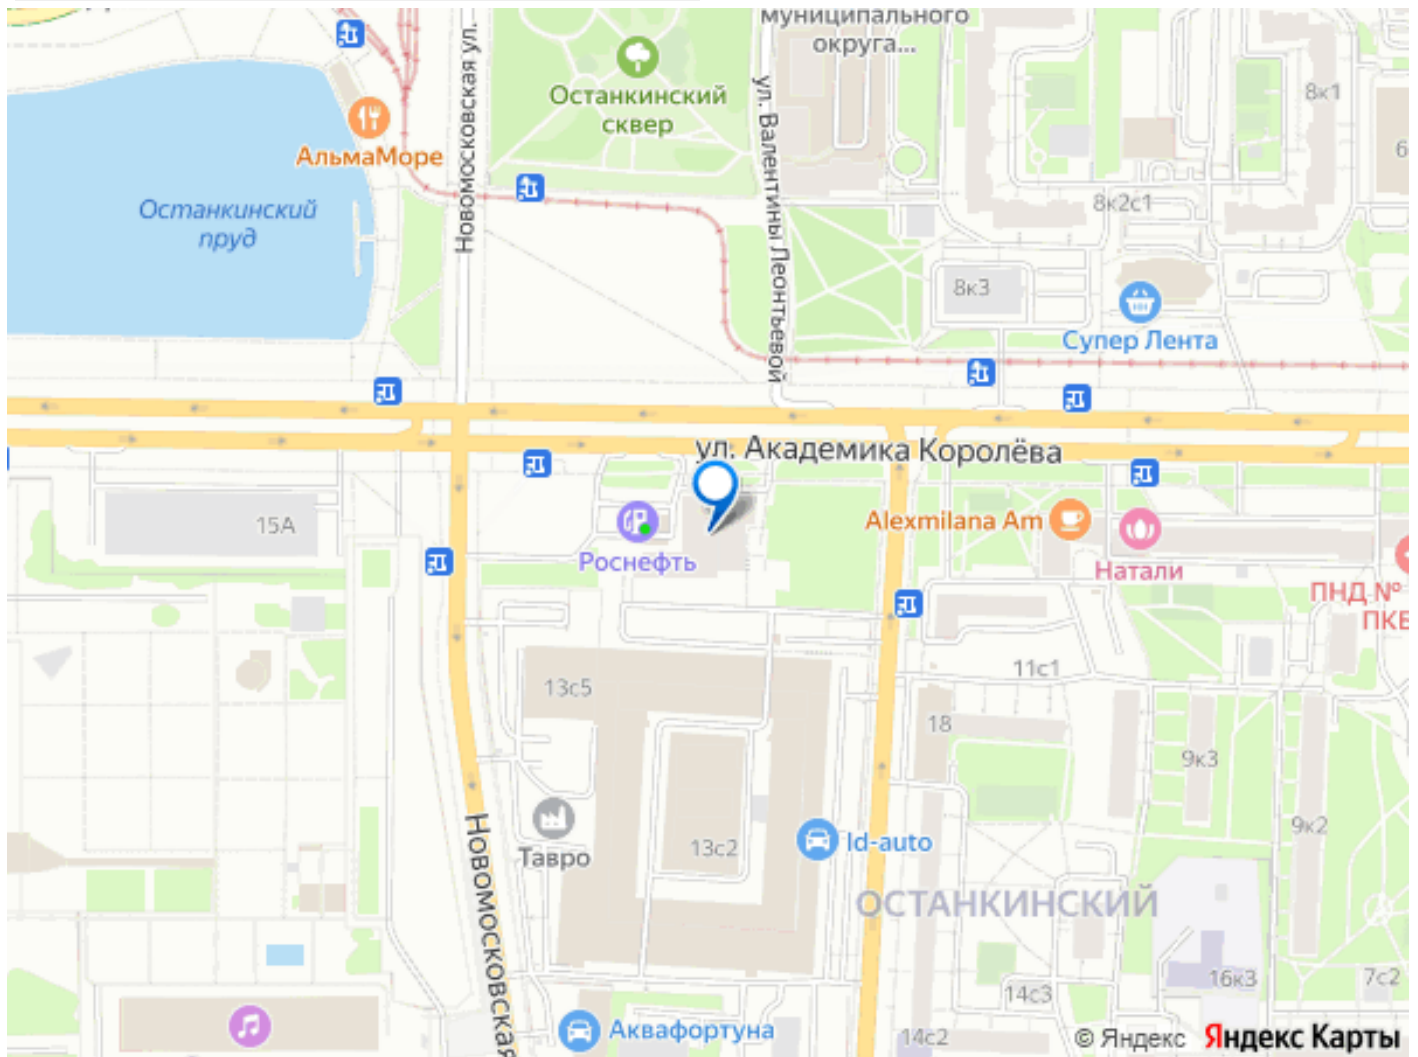 муниципального
округа...
Новомосковская ул.
ул. Валентины Леонтьевой
Останкинский
сквер
8к1
6
АльмаМоре
Останкинский
пруд
8к2с1
8к3
Супер Лента
ул. Академика Королёва
15А
Роснефть
Alexmilana Am
Натали
ПНД №
ПКБ
11с1
13с5
18
9к3
9к2
Тавро
13с2
Id-auto
Новомосковская
ОСТАНКИНСКИЙ
16к3
7с2
14с3
Аквафортуна
14с2
© Яндекс Яндекс Карты